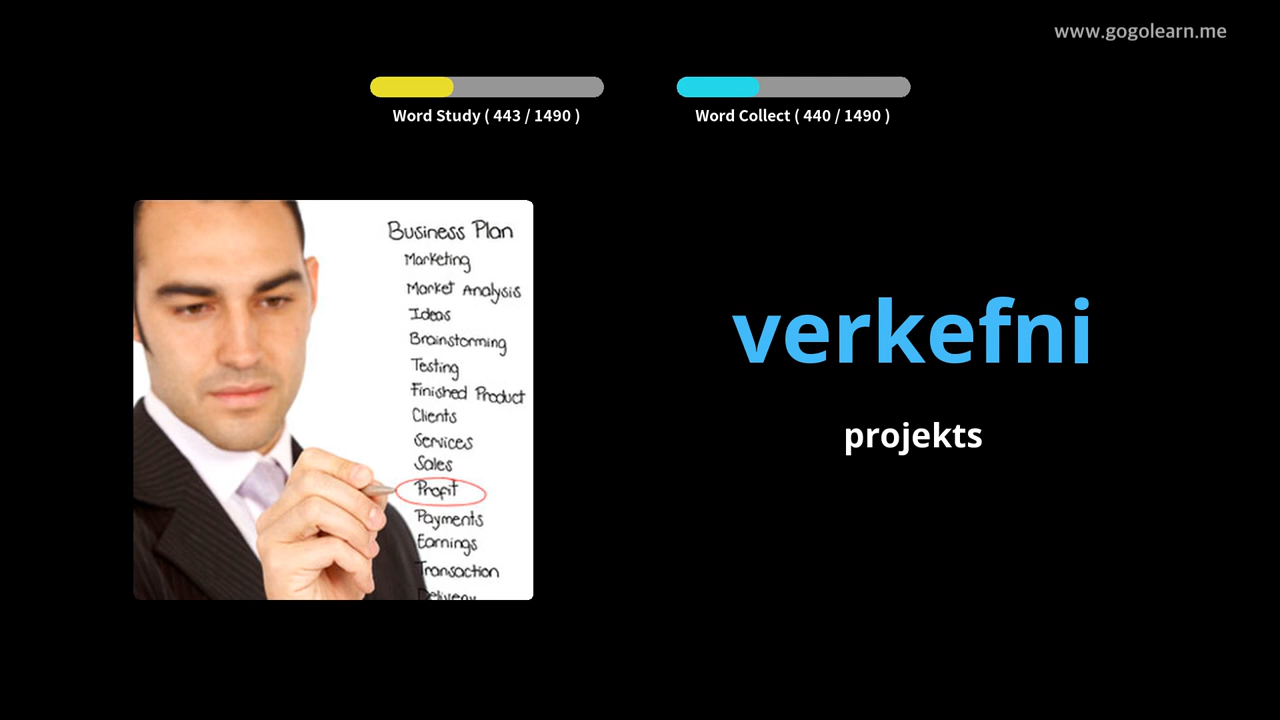 www.gogolearn.me
Word Study ( 443 / 1490 )
Word Collect ( 440 / 1490 )
Business Plan
Marketing
Market Analysis
Ideas
Brainstorming
Testing
Finished Product
Clients
Services
Sales
Profit
Payments
Earnings
Transaction
Delivery
verkefni
projekts